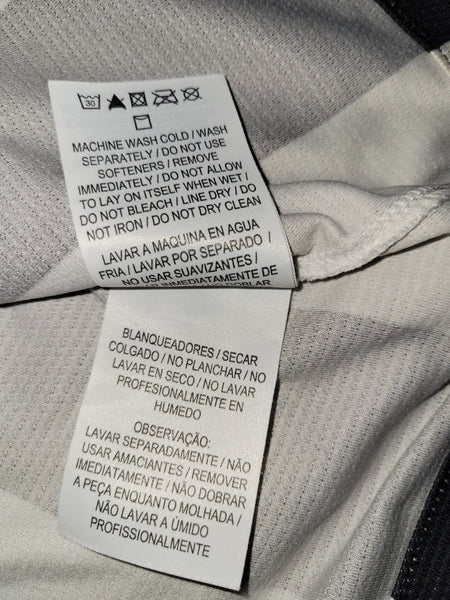 30
MACHINE WASH COLD / WASH
SEPARATELY / DO NOT USE
SOFTENERS / REMOVE
IMMEDIATELY / DO NOT ALLOW
TO LAY ON ITSELF WHEN WET /
DO NOT BLEACH / LINE DRY / DO
NOT IRON / DO NOT DRY CLEAN
LAVAR A MAQUINA EN AGUA
FRIA / LAVAR POR SEPARADO /
NO USAR SUAVIZANTES /
INMEDIATAMENTE DE
BLANQUEADORES / SECAR
COLGADO / NO PLANCHAR / NO
LAVAR EN SECO / NO LAVAR
PROFESIONALMENTE EN
HUMEDO
OBSERVAÇÃO:
LAVAR SEPARADAMENTE / NÃO
USAR AMACIANTES / REMOVER
IMEDIATAMENTE / NÃO DOBRAR
A PEÇA ENQUANTO MOLHADA /
NÃO LAVAR A ÚMIDO
PROFISSIONALMENTE